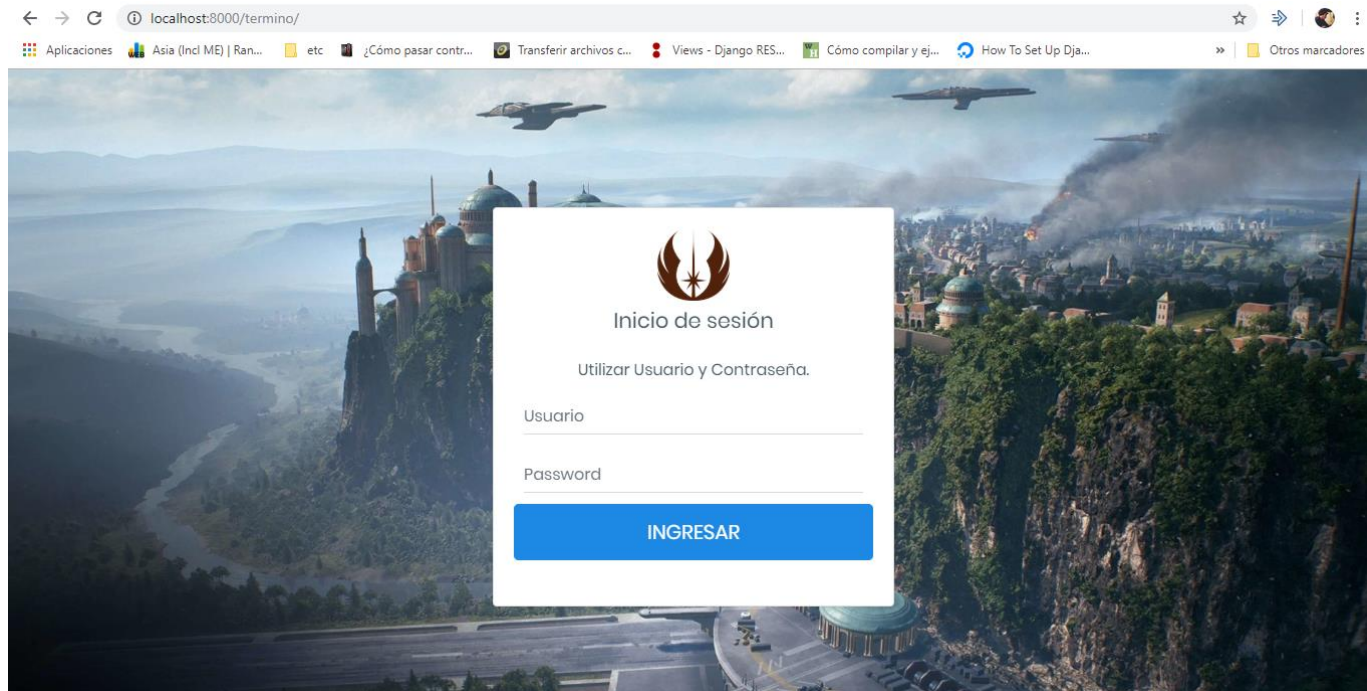 localhost:8000/termino/
Aplicaciones Asia (Incl ME) | Ran... etc ¿Cómo pasar contr... Transferir archivos c... Views - Django RES... Cómo compilar y ej... How To Set Up Dja... » Otros marcadores
Inicio de sesión
Utilizar Usuario y Contraseña.
Usuario
Password
INGRESAR